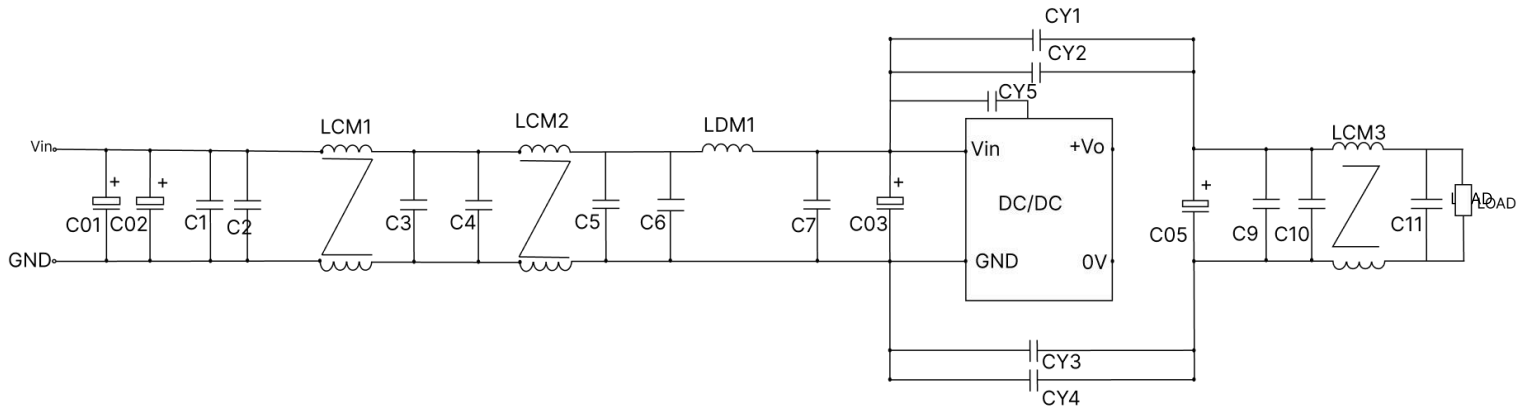 CY1
CY2
CY5
LCM1
LCM2
LDM1
LCM3
Vin
Vin
+Vo
+
+
+
+
C01
C02
C1
C2
C3
C4
C5
C6
C7
C03
DC/DC
C05
C9
C10
C11
LOAD
LOAD
GND
GND
0V
CY3
CY4